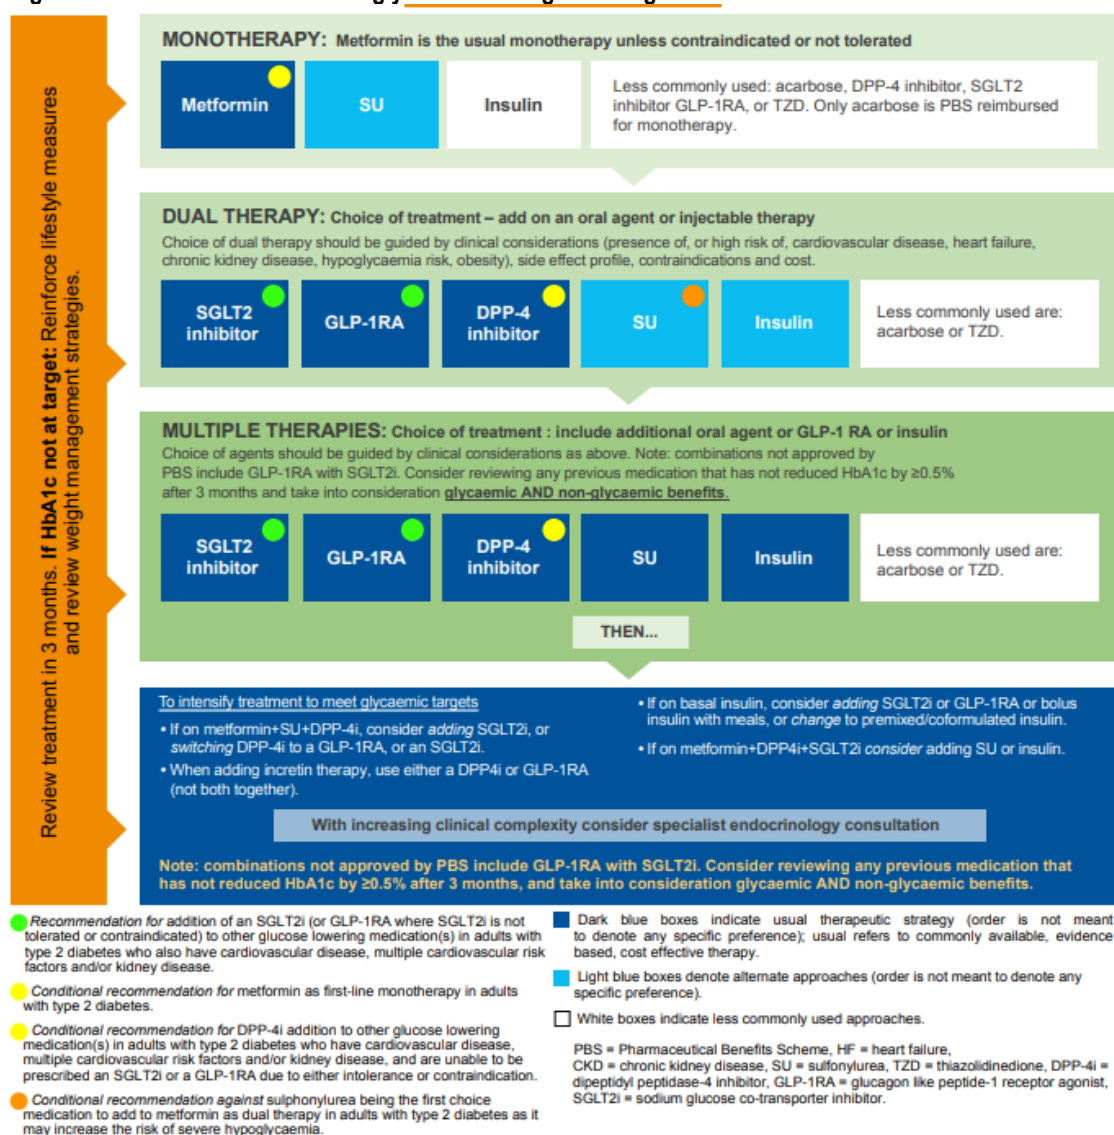 MONOTHERAPY: Metformin is the usual monotherapy unless contraindicated or not tolerated
Metformin
SU
Insulin
Less commonly used: acarbose, DPP-4 inhibitor, SGLT2
inhibitor GLP-1RA, or TZD. Only acarbose is PBS reimbursed
for monotherapy.
Review treatment in 3 months. If HbA1c not at target: Reinforce lifestyle measures
and review weight management strategies.
DUAL THERAPY: Choice of treatment – add on an oral agent or injectable therapy
Choice of dual therapy should be guided by clinical considerations (presence of, or high risk of, cardiovascular disease, heart failure,
chronic kidney disease, hypoglycaemia risk, obesity), side effect profile, contraindications and cost.
SGLT2
inhibitor
GLP-1RA
DPP-4
inhibitor
SU
Insulin
Less commonly used are:
acarbose or TZD.
MULTIPLE THERAPIES: Choice of treatment : include additional oral agent or GLP-1 RA or insulin
Choice of agents should be guided by clinical considerations as above. Note: combinations not approved by
PBS include GLP-1RA with SGLT2i. Consider reviewing any previous medication that has not reduced HbA1c by ≥0.5%
after 3 months and take into consideration glycaemic AND non-glycaemic benefits.
SGLT2
inhibitor
GLP-1RA
DPP-4
inhibitor
SU
Insulin
Less commonly used are:
acarbose or TZD.
THEN...
To intensify treatment to meet glycaemic targets
• If on metformin+SU+DPP-4i, consider adding SGLT2i, or
switching DPP-4i to a GLP-1RA, or an SGLT2i.
• When adding incretin therapy, use either a DPP4i or GLP-1RA
(not both together).
• If on basal insulin, consider adding SGLT2i or GLP-1RA or bolus
insulin with meals, or change to premixed/coformulated insulin.
• If on metformin+DPP4i+SGLT2i consider adding SU or insulin.
With increasing clinical complexity consider specialist endocrinology consultation
Note: combinations not approved by PBS include GLP-1RA with SGLT2i. Consider reviewing any previous medication that
has not reduced HbA1c by ≥0.5% after 3 months, and take into consideration glycaemic AND non-glycaemic benefits.
Recommendation for addition of an SGLT2i (or GLP-1RA where SGLT2i is not
tolerated or contraindicated) to other glucose lowering medication(s) in adults with
type 2 diabetes who also have cardiovascular disease, multiple cardiovascular risk
factors and/or kidney disease.
Conditional recommendation for metformin as first-line monotherapy in adults
with type 2 diabetes.
Conditional recommendation for DPP-4i addition to other glucose lowering
medication(s) in adults with type 2 diabetes who have cardiovascular disease,
multiple cardiovascular risk factors and/or kidney disease, and are unable to be
prescribed an SGLT2i or a GLP-1RA due to either intolerance or contraindication.
Conditional recommendation against sulphonylurea being the first choice
medication to add to metformin as dual therapy in adults with type 2 diabetes as it
may increase the risk of severe hypoglycaemia.
Dark blue boxes indicate usual therapeutic strategy (order is not meant
to denote any specific preference); usual refers to commonly available, evidence
based, cost effective therapy.
Light blue boxes denote alternate approaches (order is not meant to denote any
specific preference).
White boxes indicate less commonly used approaches.
PBS = Pharmaceutical Benefits Scheme, HF = heart failure,
CKD = chronic kidney disease, SU = sulfonylurea, TZD = thiazolidinedione, DPP-4i =
dipeptidyl peptidase-4 inhibitor, GLP-1RA = glucagon like peptide-1 receptor agonist,
SGLT2i = sodium glucose co-transporter inhibitor.